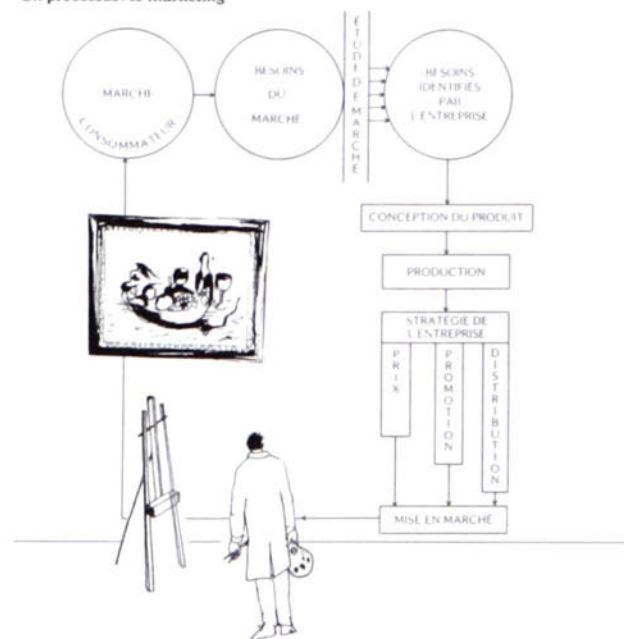 Un processus: le marketing
MARCHÉ
CONSOMMATEUR
BESOINS
DU
MARCHÉ
ÉTUDE DE MARCHÉ
BESOINS
IDENTIFIÉS
PAR
L'ENTREPRISE
CONCEPTION DU PRODUIT
PRODUCTION
STRATÉGIE DE
L'ENTREPRISE
PRIX
PROMOTION
DISTRIBUTION
MISE EN MARCHÉ